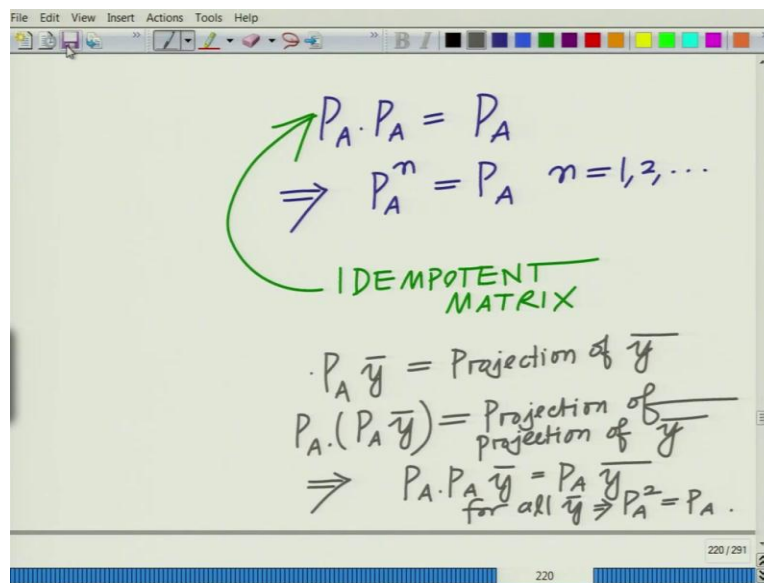 File Edit View Insert Actions Tools Help
B I
P_A . P_A = P_A
⇒ P_A^n = P_A n = 1, 2, ...
IDEMPOTENT
MATRIX
. P_A ȳ = Projection of ȳ
P_A . (P_A ȳ) = Projection of
projection of ȳ
⇒ P_A . P_A ȳ = P_A ȳ
for all ȳ ⇒ P_A^2 = P_A .
220 / 291
220